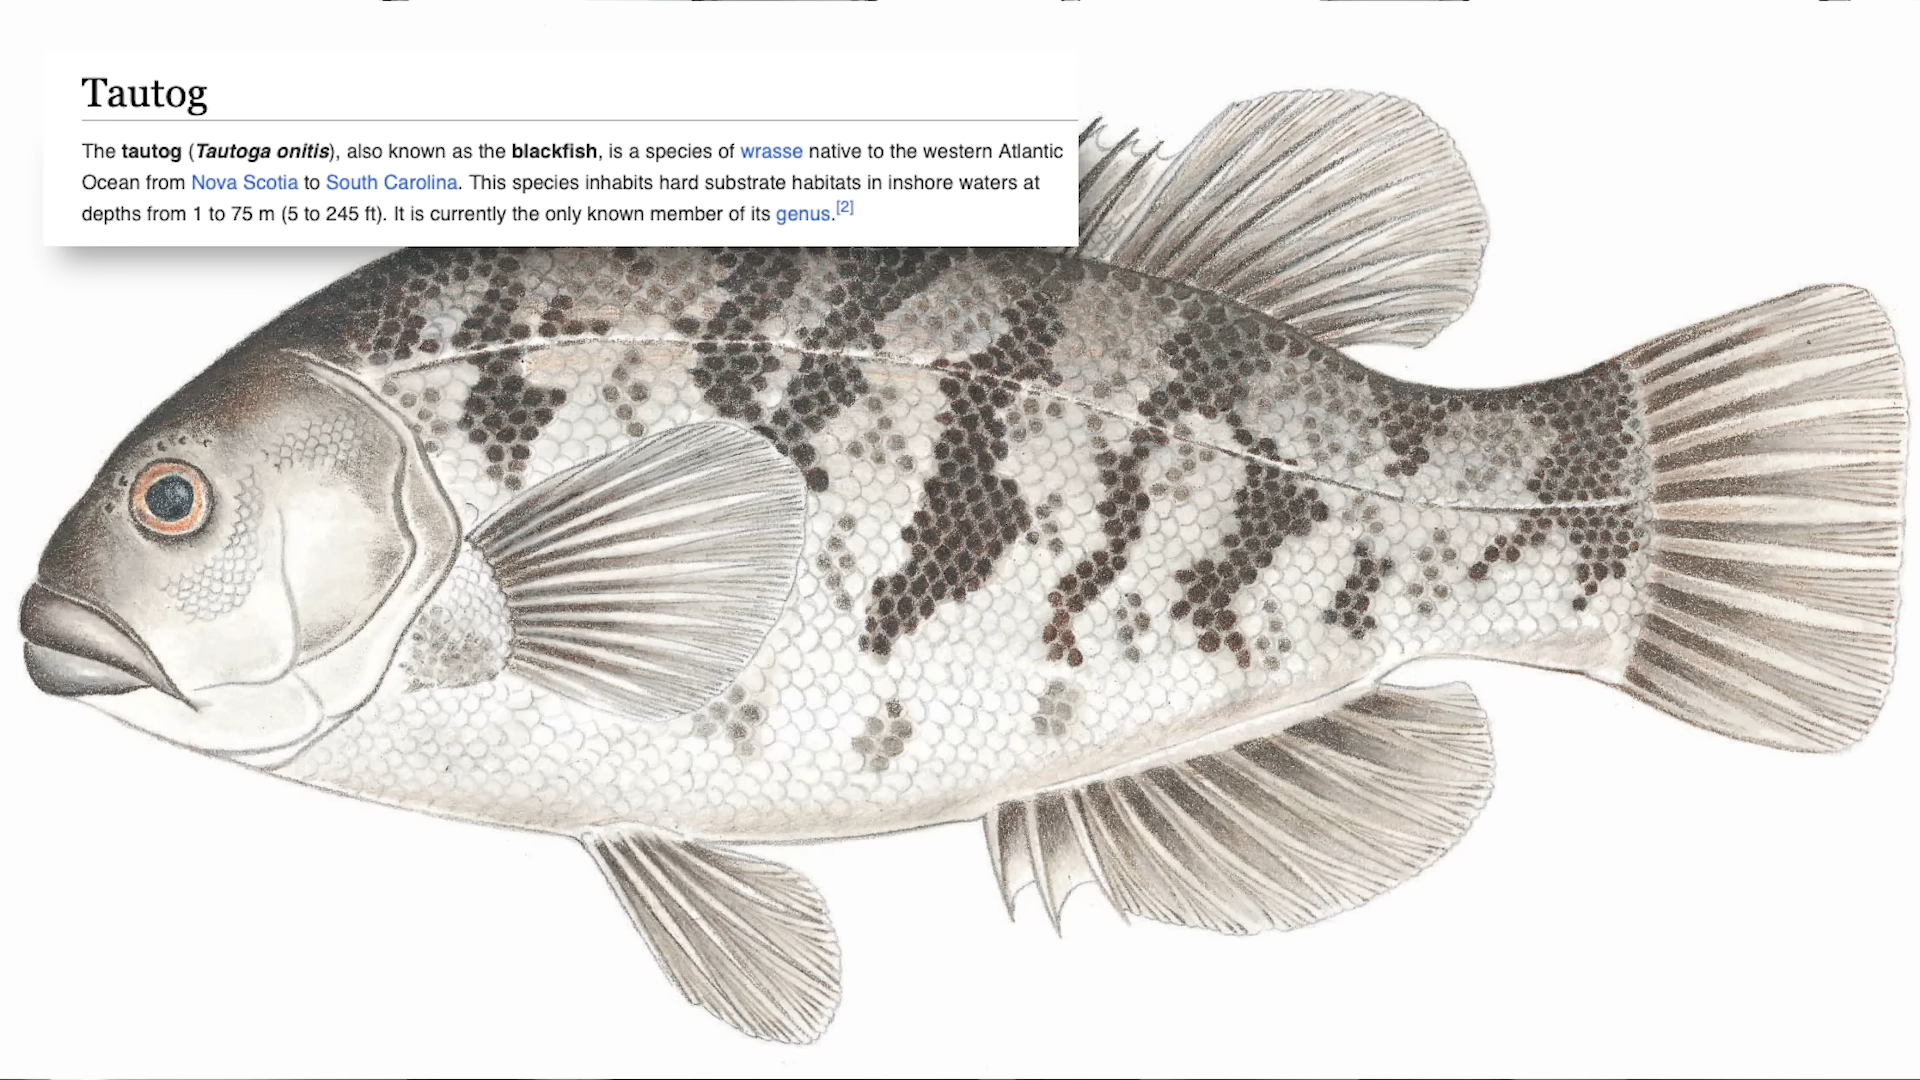 Tautog
The tautog (Tautoga onitis), also known as the blackfish, is a species of wrasse native to the western Atlantic
Ocean from Nova Scotia to South Carolina. This species inhabits hard substrate habitats in inshore waters at
depths from 1 to 75 m (5 to 245 ft). It is currently the only known member of its genus.[2]